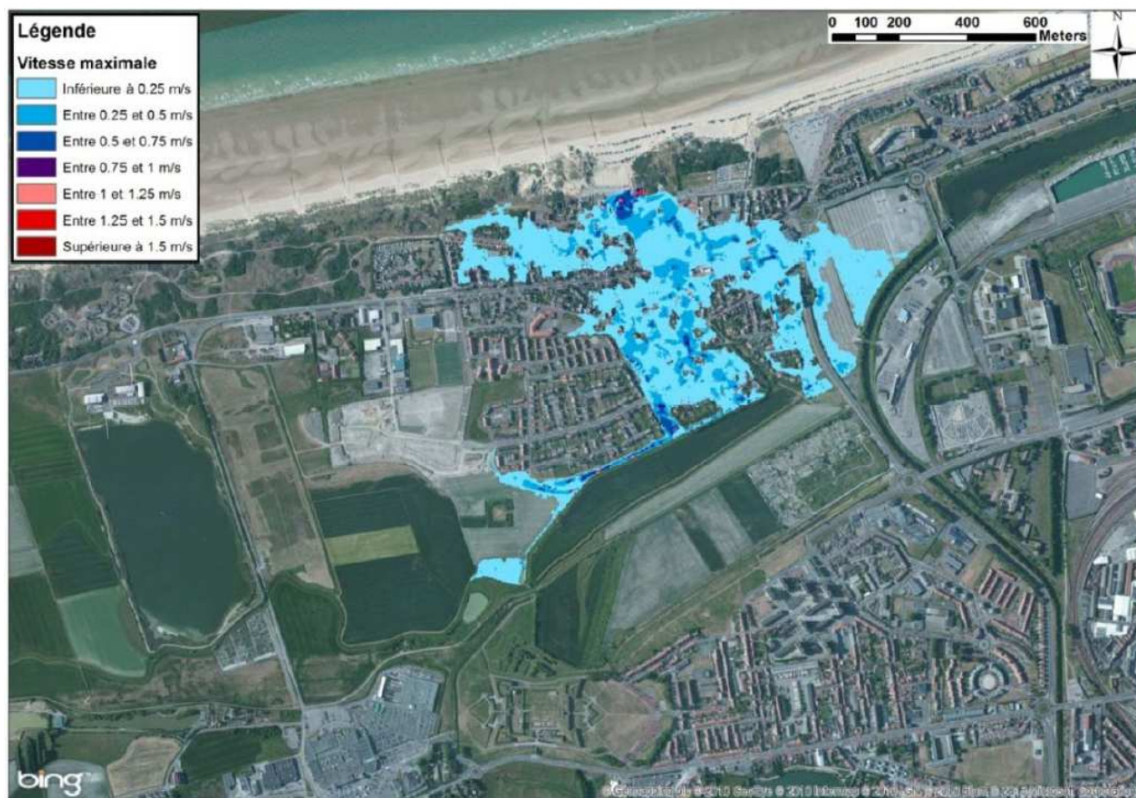 Légende
Vitesse maximale
Inférieure à 0.25 m/s
Entre 0.25 et 0.5 m/s
Entre 0.5 et 0.75 m/s
Entre 0.75 et 1 m/s
Entre 1 et 1.25 m/s
Entre 1.25 et 1.5 m/s
Supérieure à 1.5 m/s
0 100 200 400 600
Meters
N
bing